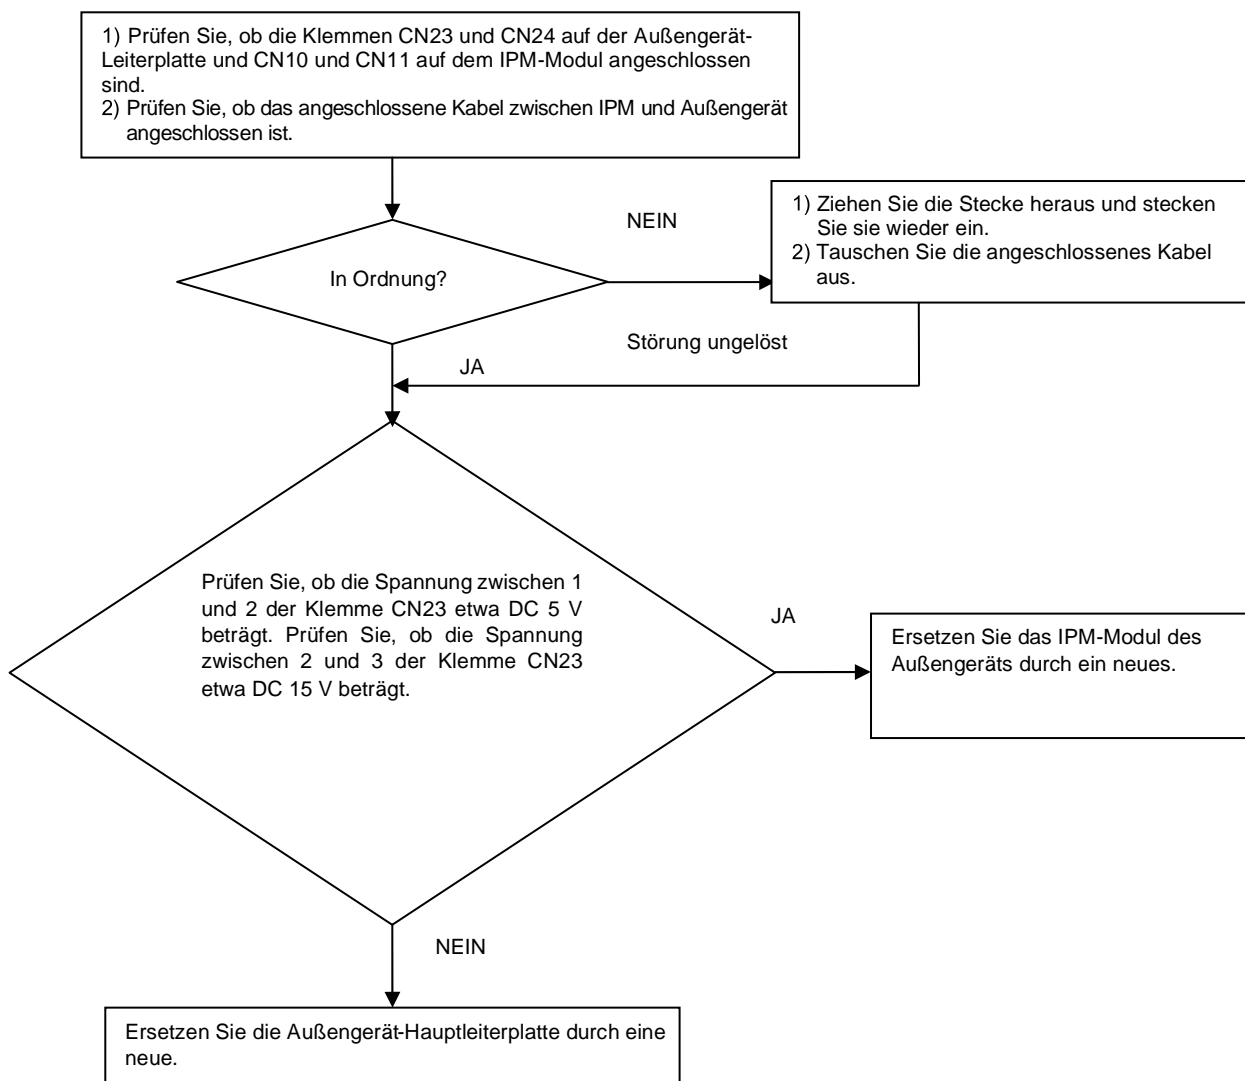 1) Prüfen Sie, ob die Klemmen CN23 und CN24 auf der Außengerät-
Leiterplatte und CN10 und CN11 auf dem IPM-Modul angeschlossen
sind.
2) Prüfen Sie, ob das angeschlossene Kabel zwischen IPM und Außengerät
angeschlossen ist.
NEIN
1) Ziehen Sie die Stecke heraus und stecken
Sie sie wieder ein.
2) Tauschen Sie die angeschlossenes Kabel
aus.
In Ordnung?
Störung ungelöst
JA
Prüfen Sie, ob die Spannung zwischen 1
und 2 der Klemme CN23 etwa DC 5 V
beträgt. Prüfen Sie, ob die Spannung
zwischen 2 und 3 der Klemme CN23
etwa DC 15 V beträgt.
JA
Ersetzen Sie das IPM-Modul des
Außengeräts durch ein neues.
NEIN
Ersetzen Sie die Außengerät-Hauptleiterplatte durch eine
neue.